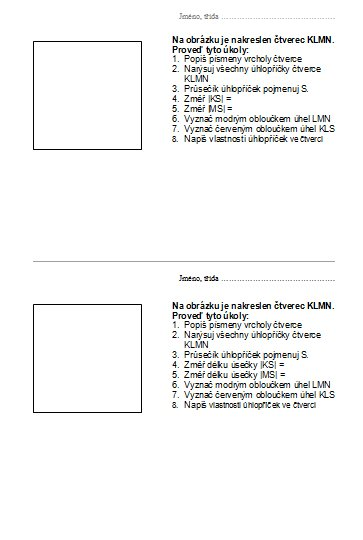 Jméno, třída ................................................
Na obrázku je nakreslen čtverec KLMN.
Proveď tyto úkoly:
1. Popiš písmeny vrcholy čtverce
2. Narýsuj všechny úhlopříčky čtverce
KLMN
3. Průsečík úhlopříček pojmenuj S.
4. Změř |KS| =
5. Změř |MS| =
6. Vyznač modrým obloučkem úhel LMN
7. Vyznač červeným obloučkem úhel KLS
8. Napiš vlastnosti úhlopříček ve čtverci
Jméno, třída ................................................
Na obrázku je nakreslen čtverec KLMN.
Proveď tyto úkoly:
1. Popiš písmeny vrcholy čtverce
2. Narýsuj všechny úhlopříčky čtverce
KLMN
3. Průsečík úhlopříček pojmenuj S.
4. Změř délku úsečky |KS| =
5. Změř délku úsečky |MS| =
6. Vyznač modrým obloučkem úhel LMN
7. Vyznač červeným obloučkem úhel KLS
8. Napiš vlastnosti úhlopříček ve čtverci